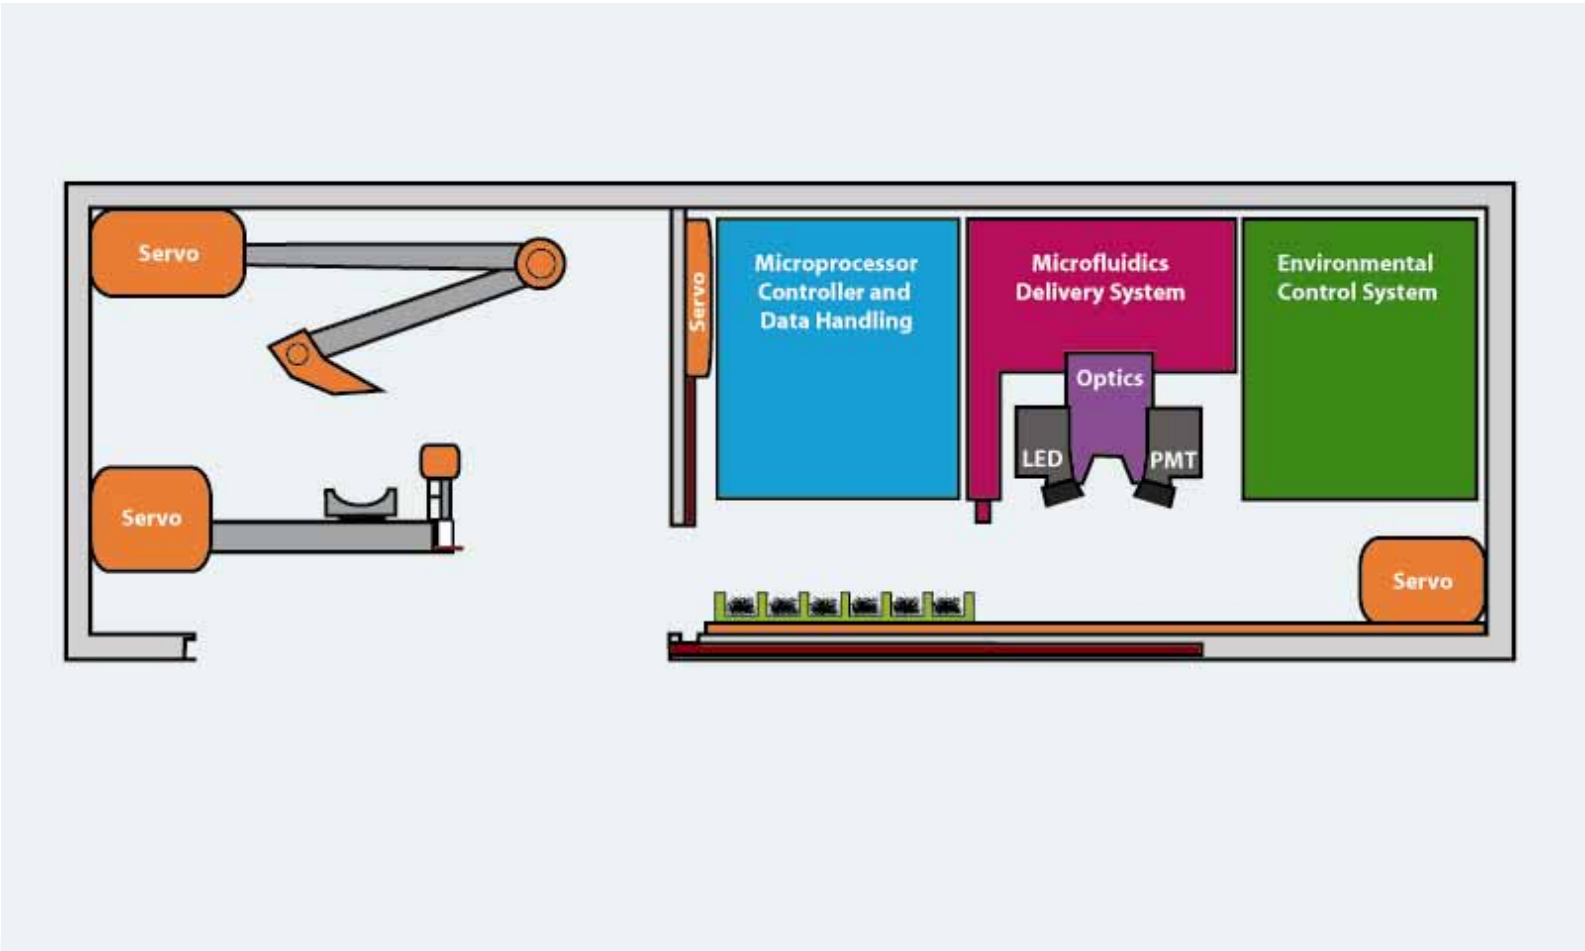 Servo
Servo
Servo
Microprocessor
Controller and
Data Handling
Microfluidics
Delivery System
Optics
LED
PMT
Environmental
Control System
Servo